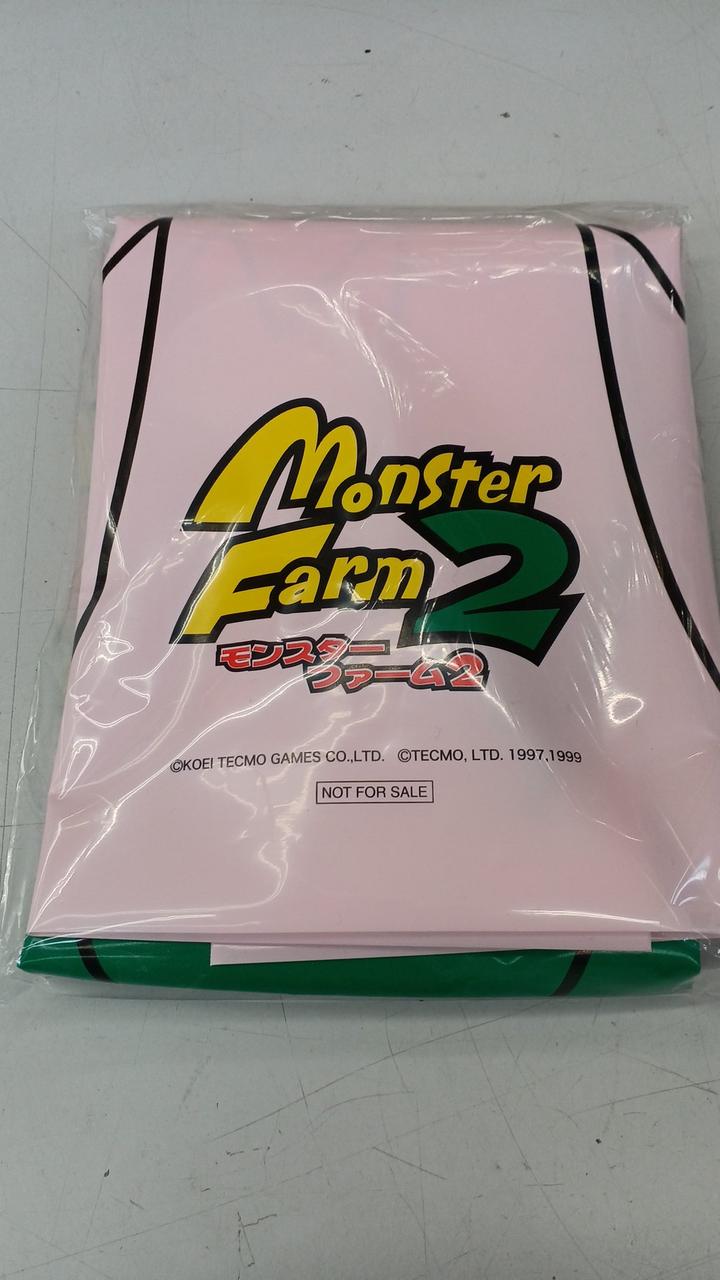 Monster
Farm 2
モンスター
ファーム2
©KOEI TECMO GAMES CO.,LTD. ©TECMO, LTD. 1997,1999
NOT FOR SALE